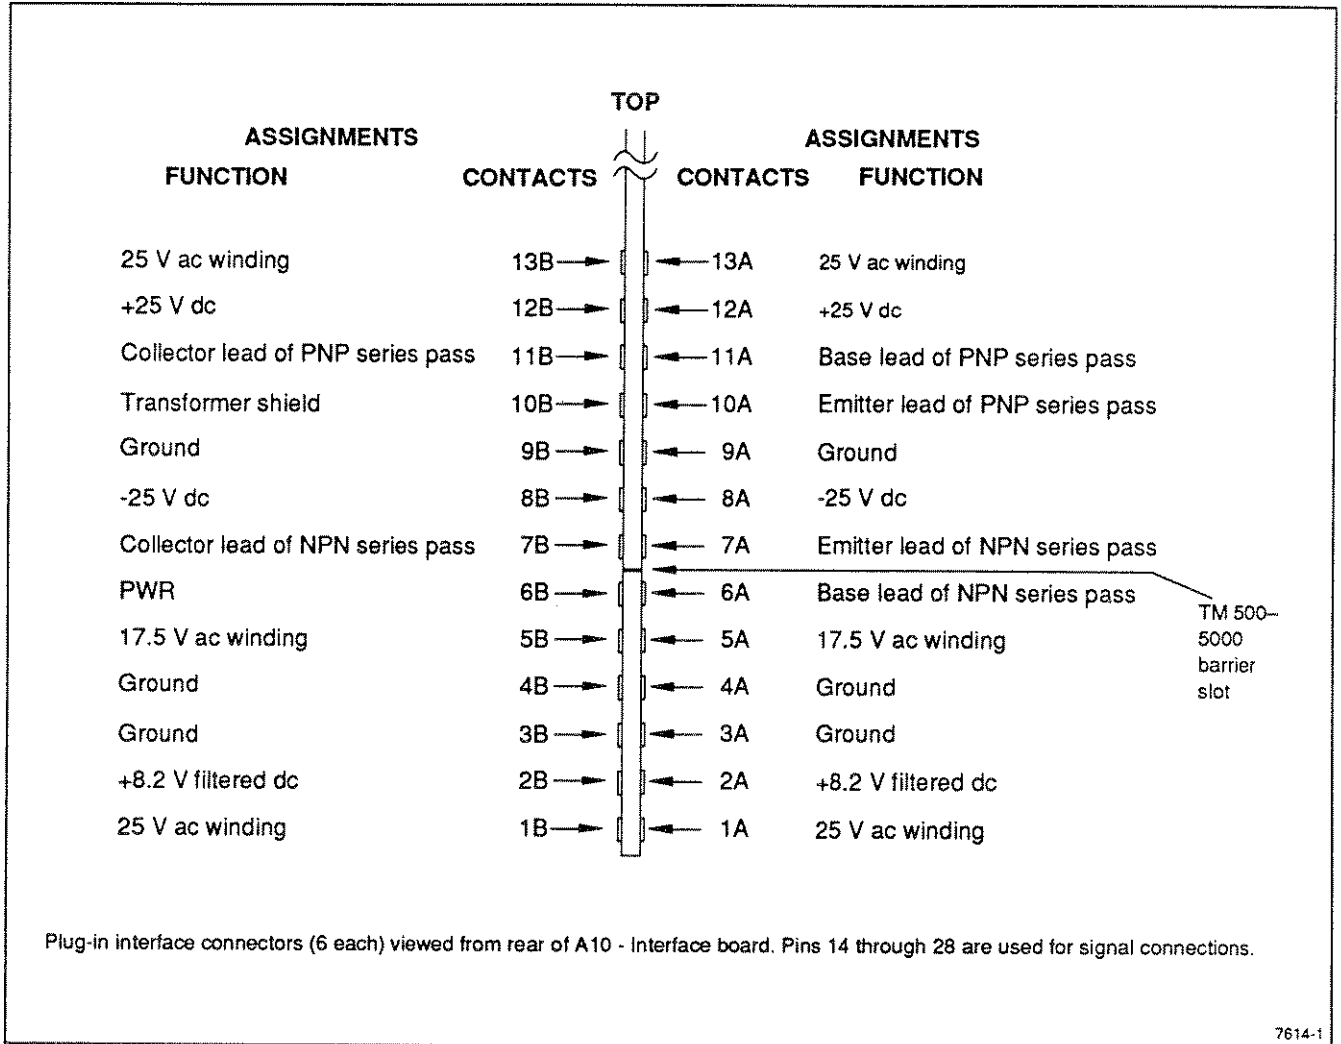 TOP
ASSIGNMENTS ASSIGNMENTS
FUNCTION CONTACTS CONTACTS FUNCTION
25 V ac winding 13B 13A 25 V ac winding
+25 V dc 12B 12A +25 V dc
Collector lead of PNP series pass 11B 11A Base lead of PNP series pass
Transformer shield 10B 10A Emitter lead of PNP series pass
Ground 9B 9A Ground
-25 V dc 8B 8A -25 V dc
Collector lead of NPN series pass 7B 7A Emitter lead of NPN series pass
PWR 6B 6A Base lead of NPN series pass
TM 500–
17.5 V ac winding 5B 5A 17.5 V ac winding 5000
barrier
Ground 4B 4A Ground slot
Ground 3B 3A Ground
+8.2 V filtered dc 2B 2A +8.2 V filtered dc
25 V ac winding 1B 1A 25 V ac winding
Plug-in interface connectors (6 each) viewed from rear of A10 - Interface board. Pins 14 through 28 are used for signal connections.
7614-1